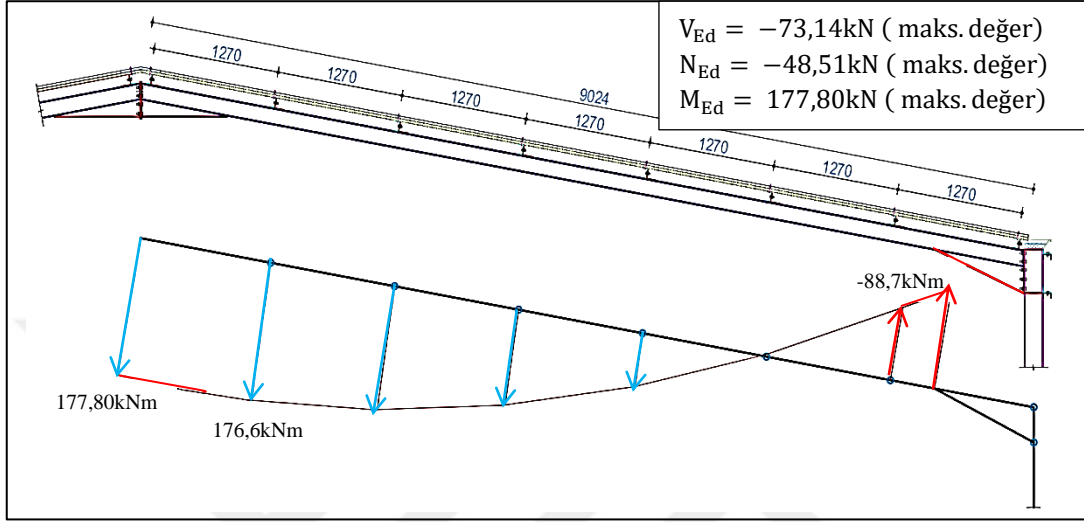 V_Ed = −73,14kN ( maks. değer)
N_Ed = −48,51kN ( maks. değer)
M_Ed = 177,80kN ( maks. değer)
1270
1270
1270
9024
1270
1270
1270
1270
-88,7kNm
177,80kNm
176,6kNm